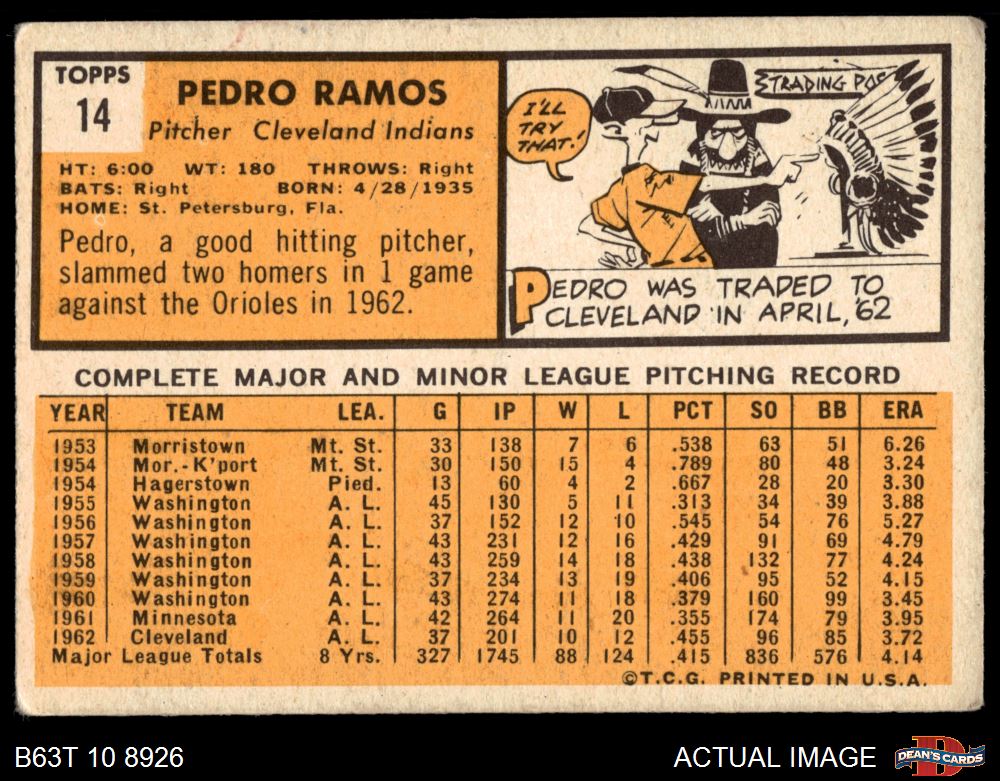 TOPPS
14
PEDRO RAMOS
Pitcher Cleveland Indians
HT: 6:00 WT: 180 THROWS: Right
BATS: Right BORN: 4/28/1935
HOME: St. Petersburg, Fla.
Pedro, a good hitting pitcher,
slammed two homers in 1 game
against the Orioles in 1962.
I'LL
TRY
THAT!
TRADING POS
PEDRO WAS TRADED TO
CLEVELAND IN APRIL, '62
COMPLETE MAJOR AND MINOR LEAGUE PITCHING RECORD
YEAR TEAM LEA. G IP W L PCT SO BB ERA
1953 Morristown Mt. St. 33 138 7 6 .538 63 51 6.26
1954 Mor.-K'port Mt. St. 30 150 15 4 .789 80 48 3.24
1954 Hagerstown Pied. 13 60 4 2 .667 28 20 3.30
1955 Washington A. L. 45 130 5 11 .313 34 39 3.88
1956 Washington A. L. 37 152 12 10 .545 54 76 5.27
1957 Washington A. L. 43 231 12 16 .429 91 69 4.79
1958 Washington A. L. 43 259 14 18 .438 132 77 4.24
1959 Washington A. L. 37 234 13 19 .406 95 52 4.15
1960 Washington A. L. 43 274 11 18 .379 160 99 3.45
1961 Minnesota A. L. 42 264 11 20 .355 174 79 3.95
1962 Cleveland A. L. 37 201 10 12 .455 96 85 3.72
Major League Totals 8 Yrs. 327 1745 88 124 .415 836 576 4.14
©T.C.G. PRINTED IN U.S.A.
B63T 10 8926
ACTUAL IMAGE
D
DEAN'S CARDS